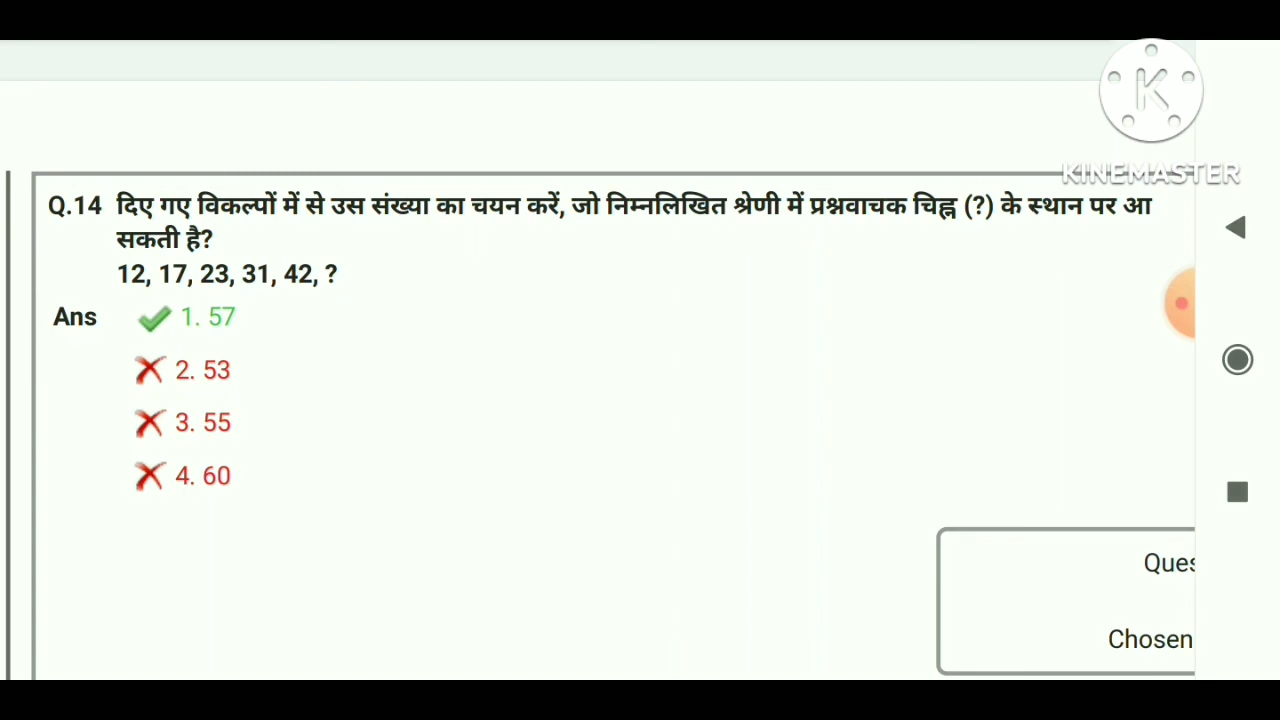 KINEMASTER
Q.14 दिए गए विकल्पों में से उस संख्या का चयन करें, जो निम्नलिखित श्रेणी में प्रश्नवाचक चिह्न (?) के स्थान पर आ
सकती है?
12, 17, 23, 31, 42, ?
Ans 1. 57
2. 53
3. 55
4. 60
Ques
Chosen